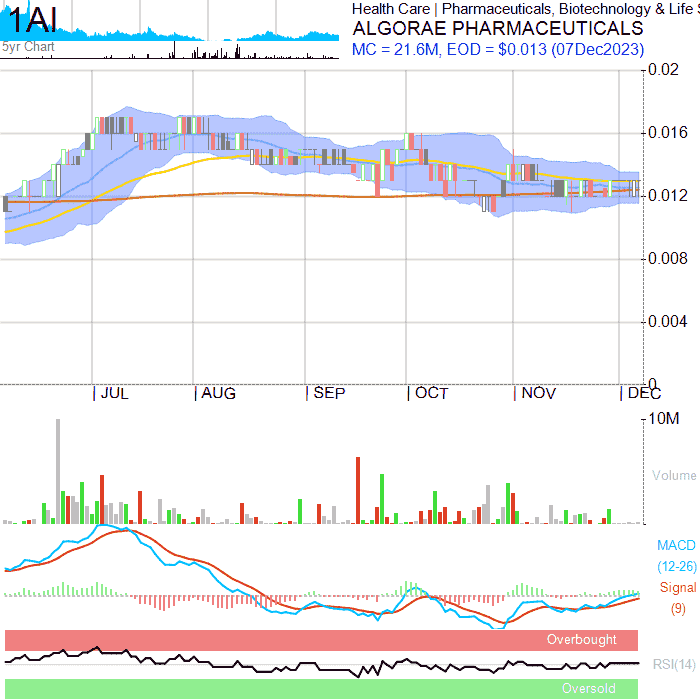 1AI
5yr Chart
Health Care | Pharmaceuticals, Biotechnology & Life S
ALGORAE PHARMACEUTICALS
MC = 21.6M, EOD = $0.013 (07Dec2023)
0.02
0.016
0.012
0.008
0.004
0
JUL AUG SEP OCT NOV DEC
10M
Volume
MACD
(12-26)
Signal
(9)
Overbought
RSI(14)
Oversold